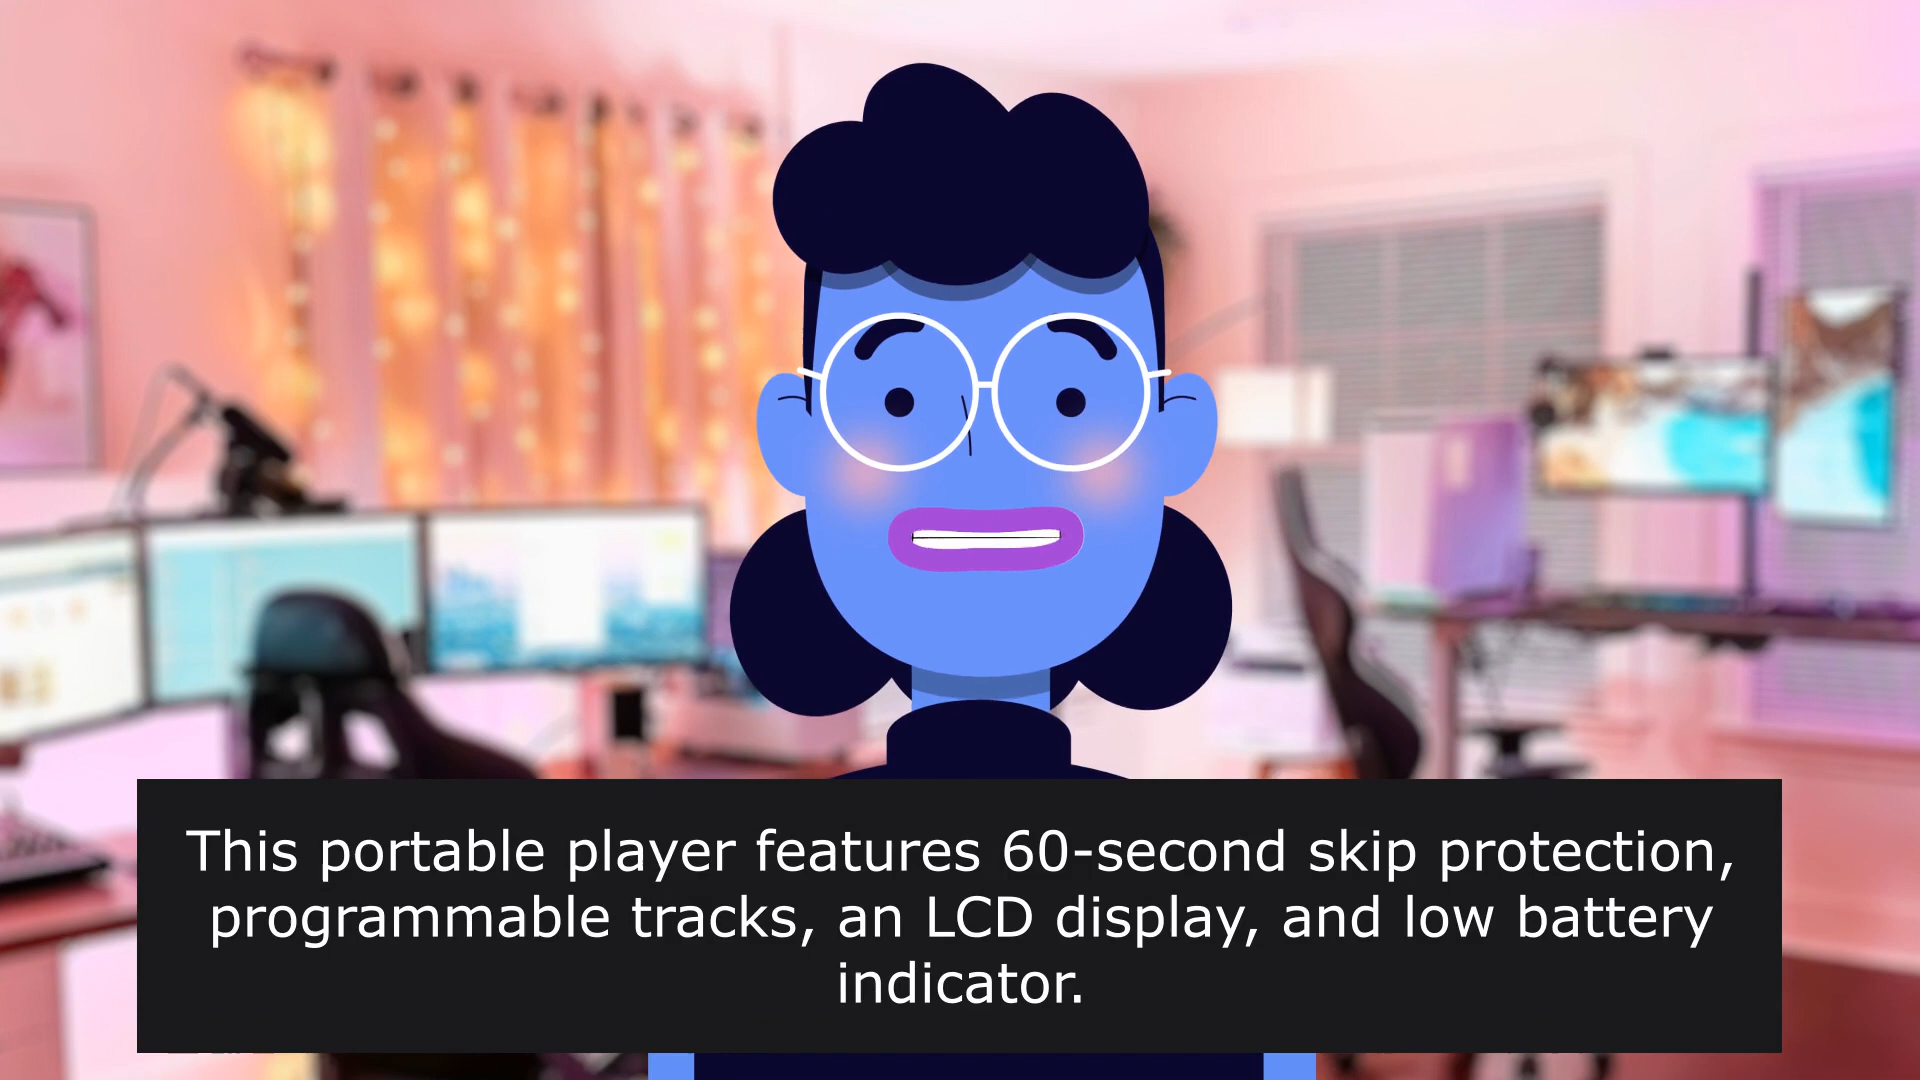 This portable player features 60-second skip protection,
programmable tracks, an LCD display, and low battery
indicator.